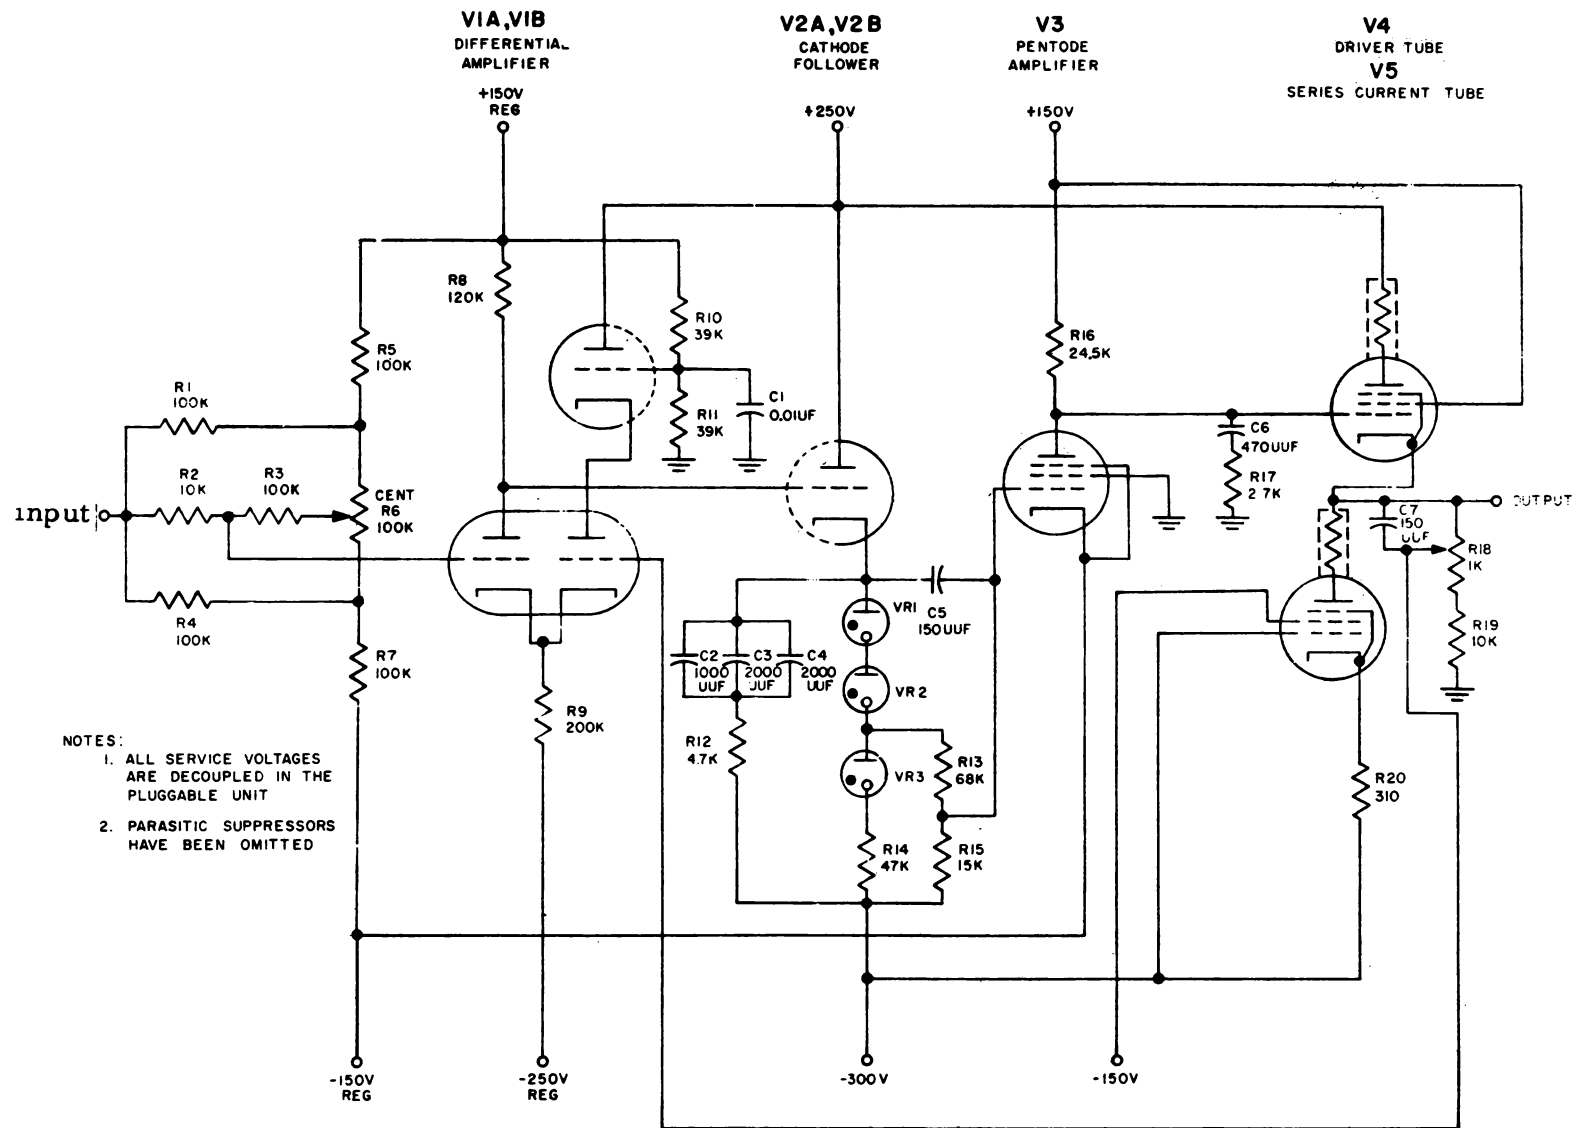 V1A,V1B
DIFFERENTIAL
AMPLIFIER
+150V
REG
V2A,V2B
CATHODE
FOLLOWER
+250V
V3
PENTODE
AMPLIFIER
+150V
V4
DRIVER TUBE
V5
SERIES CURRENT TUBE
R8
120K
R10
39K
R5
100K
R11
39K
C1
0.01UF
R16
24.5K
R1
100K
R2
10K
R3
100K
CENT
R6
100K
input
R4
100K
R7
100K
C6
470UUF
R17
2.7K
OUTPUT
C7
150
UUF
R18
1K
R19
10K
VR1
C5
150UUF
C2
1000
UUF
C3
2000
UUF
C4
2000
UUF
VR2
R9
200K
R12
4.7K
VR3
R13
68K
R14
47K
R15
15K
R20
310
NOTES:
1. ALL SERVICE VOLTAGES
ARE DECOUPLED IN THE
PLUGGABLE UNIT
2. PARASITIC SUPPRESSORS
HAVE BEEN OMITTED
-150V
REG
-250V
REG
-300V
-150V